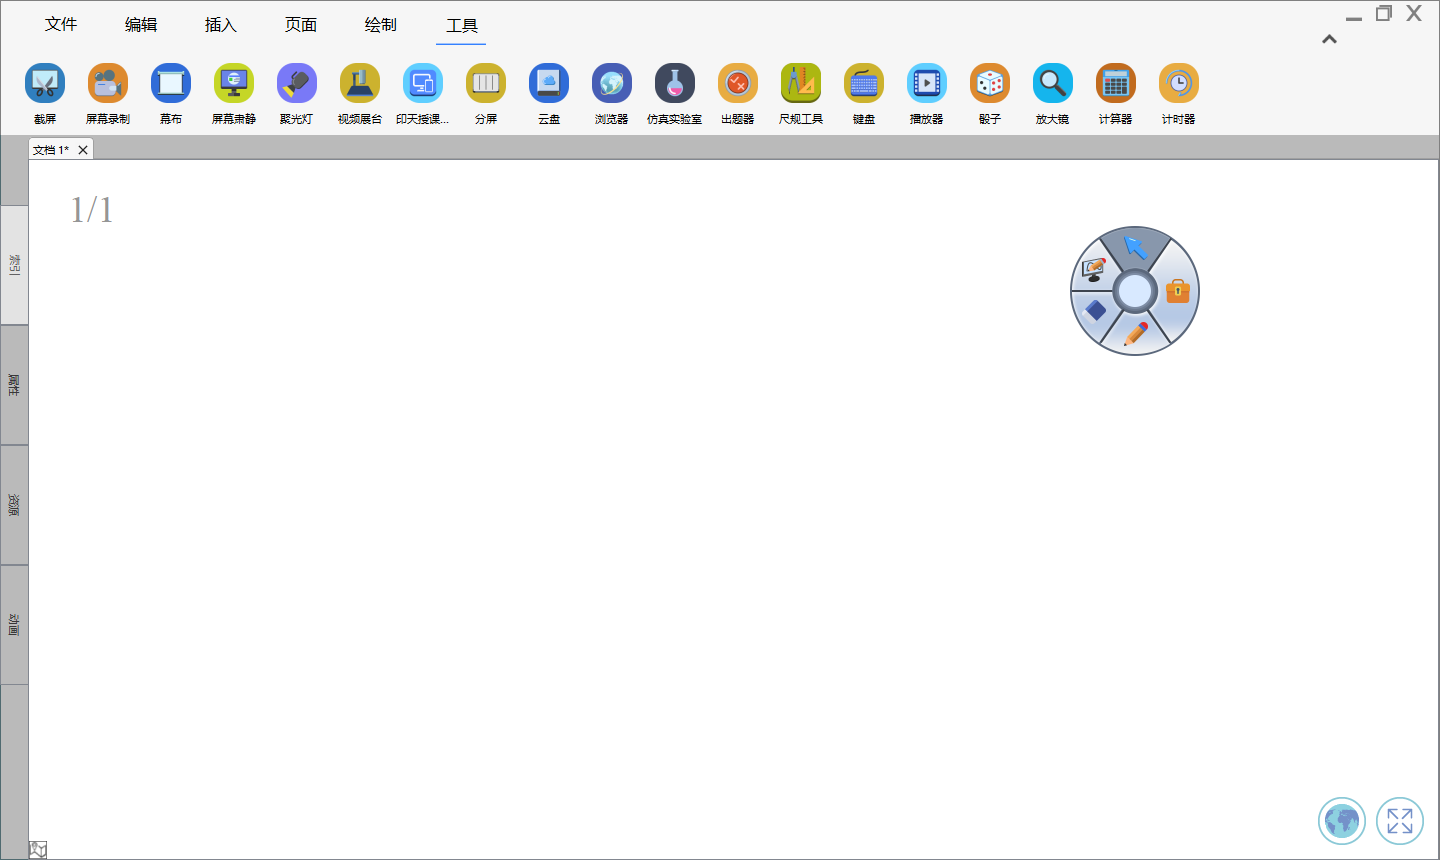 文件 编辑 插入 页面 绘制 工具
截屏 屏幕录制 幕布 屏幕肃静 聚光灯 视频展台 印天授课... 分屏 云盘 浏览器 仿真实验室 出题器 尺规工具 键盘 播放器 骰子 放大镜 计算器 计时器
文档 1*
1/1
索引
属性
资源
动画